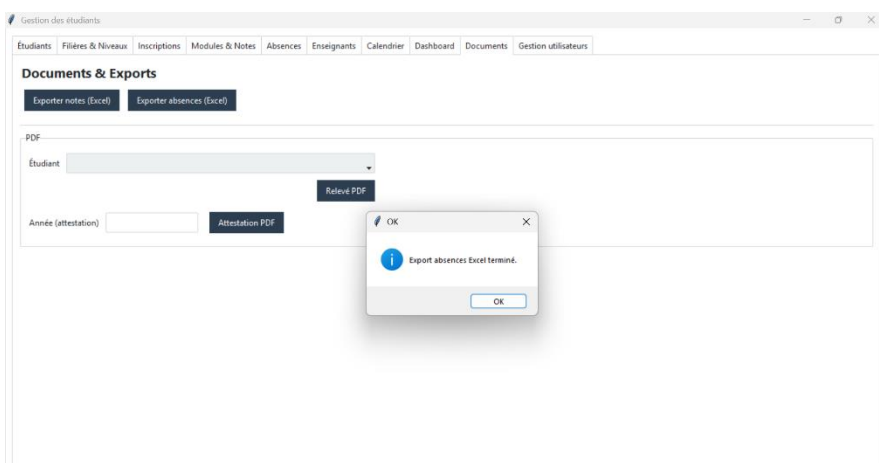 Gestion des étudiants
Étudiants Filières & Niveaux Inscriptions Modules & Notes Absences Enseignants Calendrier Dashboard Documents Gestion utilisateurs
Documents & Exports
Exporter notes (Excel) Exporter absences (Excel)
PDF
Étudiant
Relevé PDF
Année (attestation) Attestation PDF
OK
Export absences Excel terminé.
OK